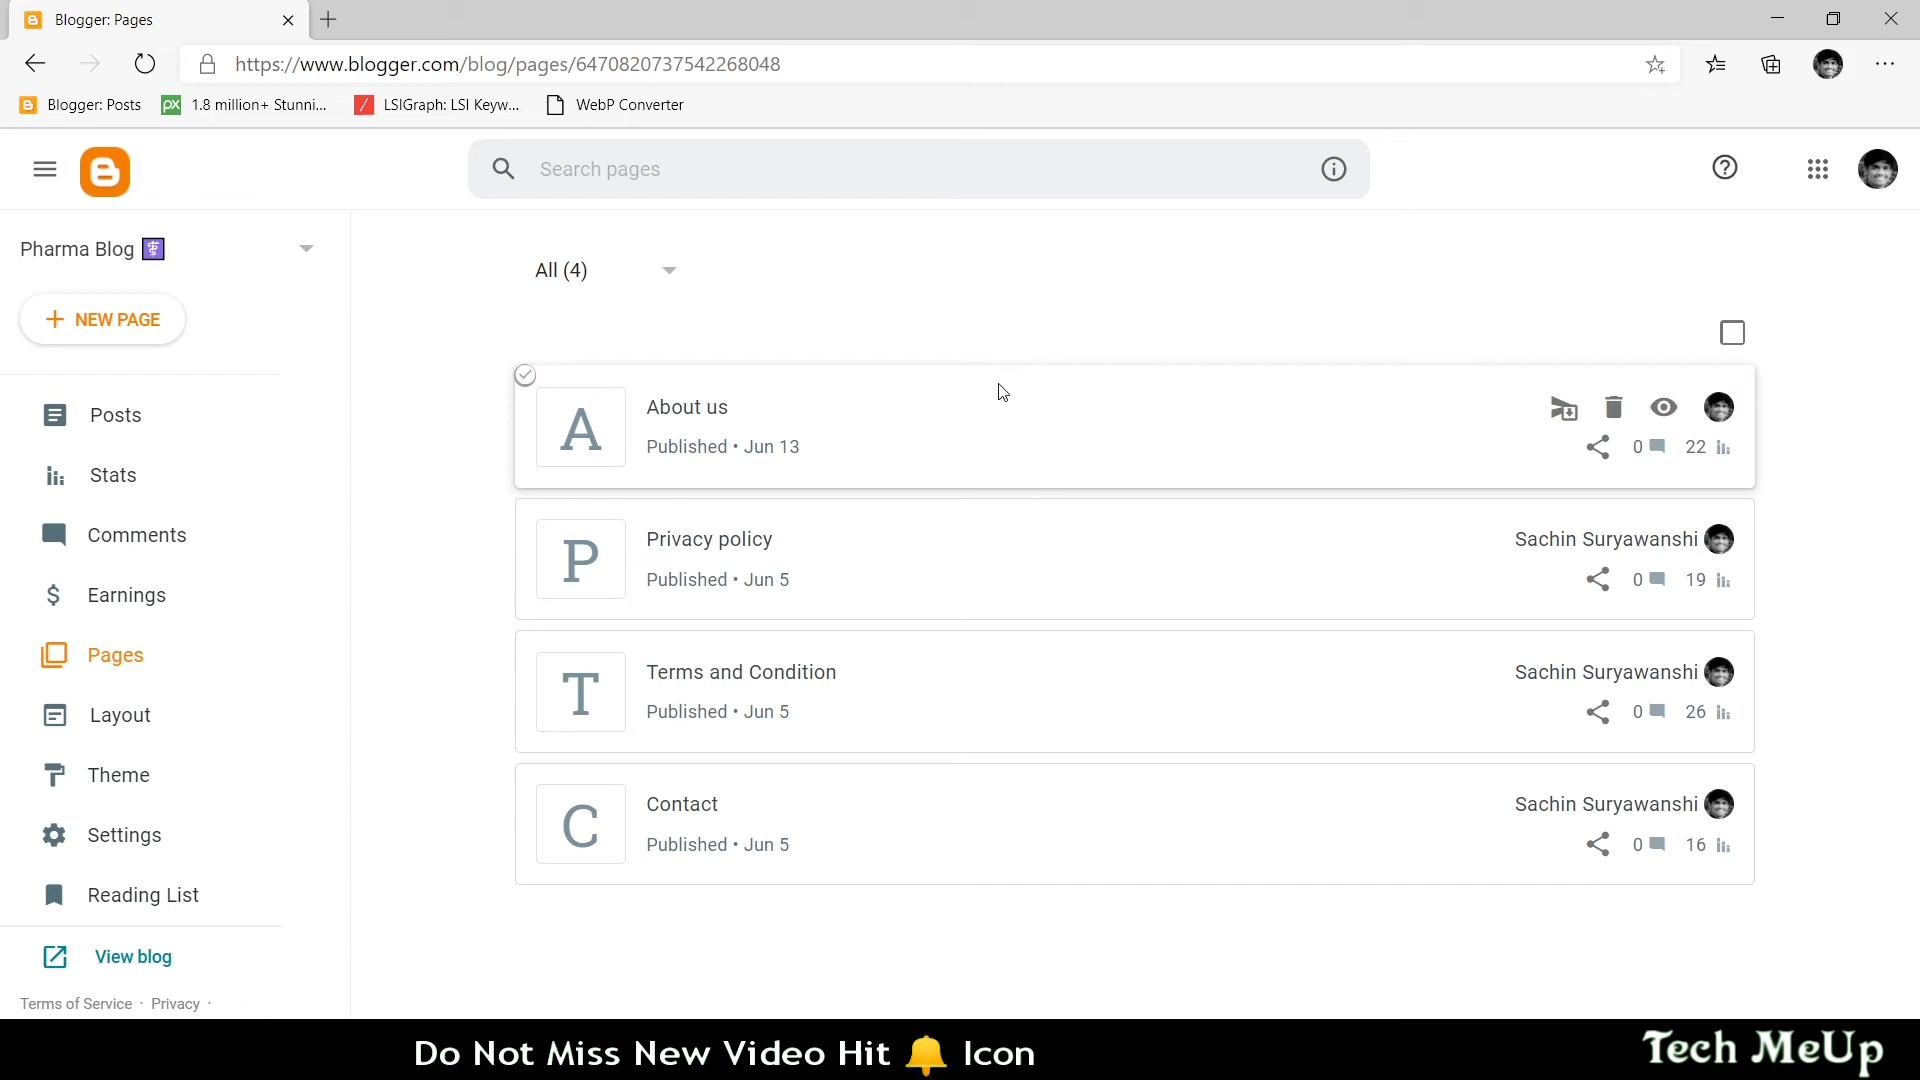 Blogger: Pages
https://www.blogger.com/blog/pages/6470820737542268048
Blogger: Posts
px 1.8 million+ Stunni...
LSIGraph: LSI Keyw...
WebP Converter
Search pages
Pharma Blog
NEW PAGE
Posts
Stats
Comments
Earnings
Pages
Layout
Theme
Settings
Reading List
View blog
Terms of Service · Privacy ·
All (4)
A
About us
Published • Jun 13
0
22
P
Privacy policy
Published • Jun 5
Sachin Suryawanshi
0
19
T
Terms and Condition
Published • Jun 5
Sachin Suryawanshi
0
26
C
Contact
Published • Jun 5
Sachin Suryawanshi
0
16
Do Not Miss New Video Hit 🔔 Icon
Tech MeUp